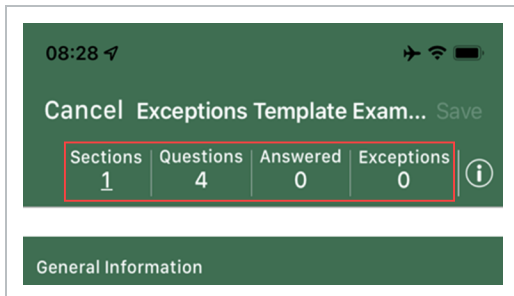 08:28
Cancel Exceptions Template Exam... Save
Sections Questions Answered Exceptions
1 4 0 0
General Information